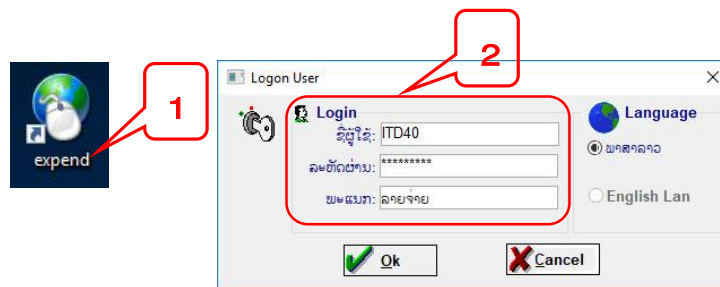 expend
1
2
Logon User
Login
ຊື່ຜູ້ໃຊ້: ITD40
ລະຫັດຜ່ານ: *********
ພະແນກ: ລາຍຈ່າຍ
Language
ພາສາລາວ
English Lan
Ok
Cancel